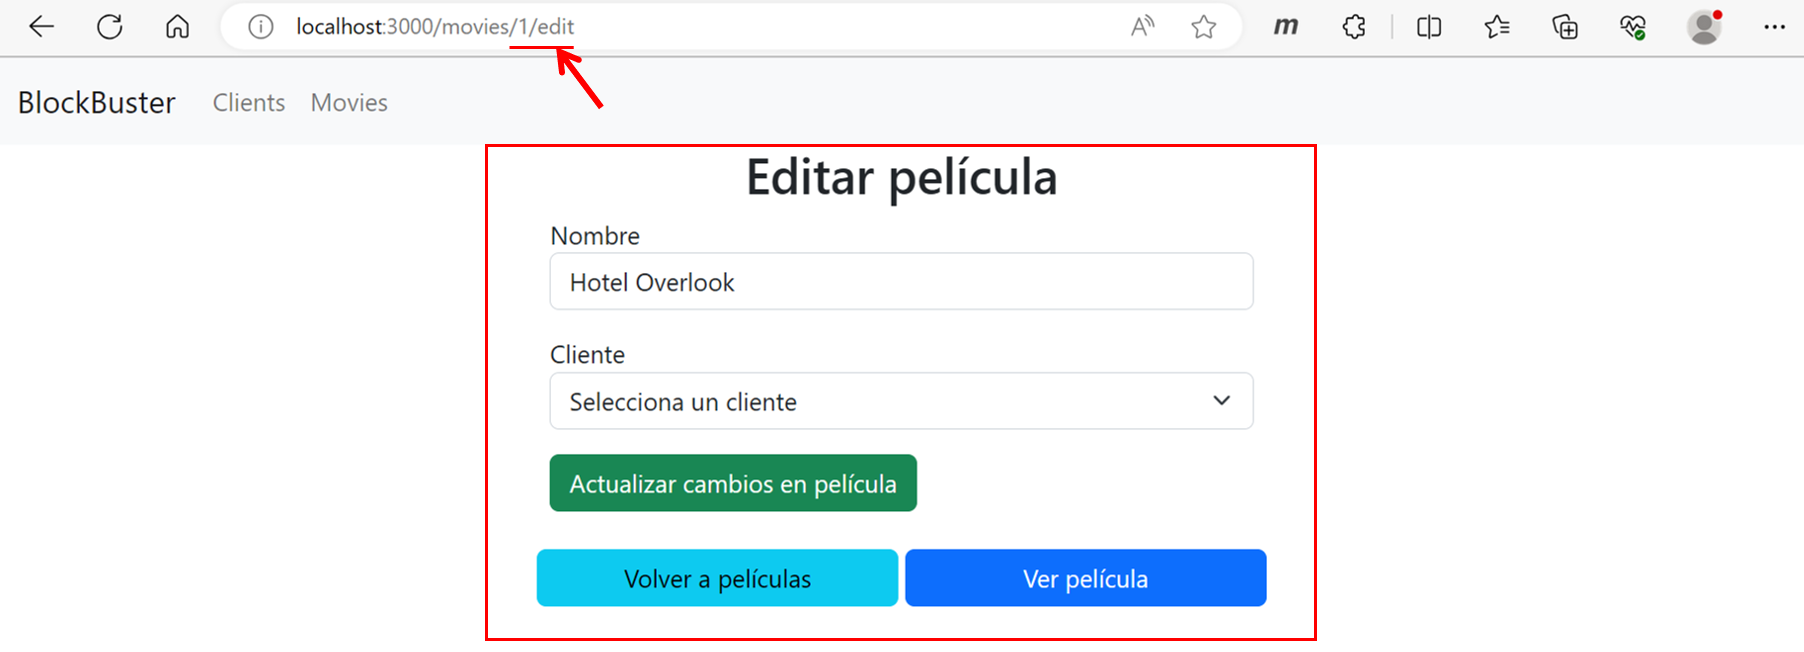 localhost:3000/movies/1/edit
BlockBuster Clients Movies
Editar película
Nombre
Hotel Overlook
Cliente
Selecciona un cliente
Actualizar cambios en película
Volver a películas Ver película